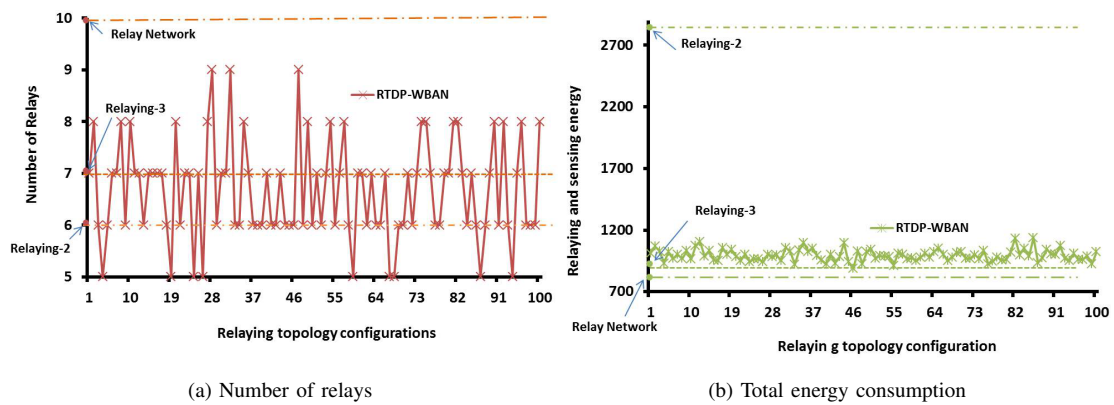 10
9
8
7
6
5
Number of Relays
Relay Network
Relaying-3
Relaying-2
RTDP-WBAN
1 10 19 28 37 46 55 64 73 82 91 100
Relaying topology configurations
(a) Number of relays
2700
2200
1700
1200
700
Relaying and sensing energy
Relaying-2
Relaying-3
Relay Network
RTDP-WBAN
1 10 19 28 37 46 55 64 73 82 91 100
Relayin g topology configuration
(b) Total energy consumption